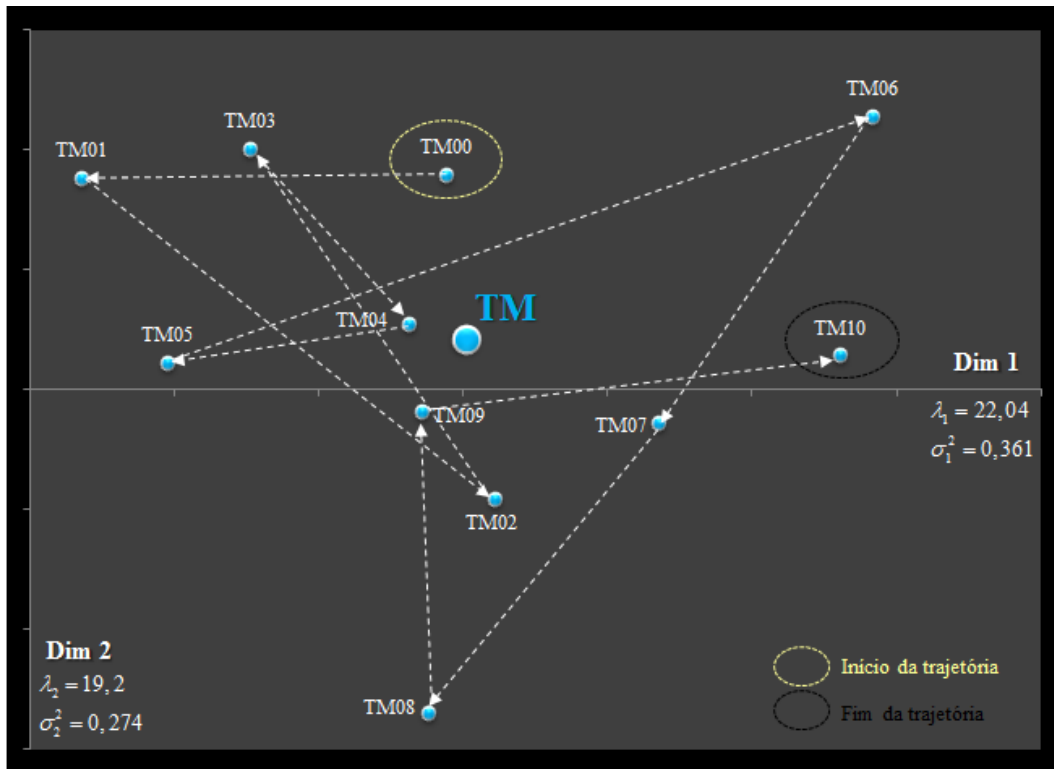 TM06
TM03
TM01
TM00
TM
TM04
TM05
TM10
Dim 1
TM09
TM07
λ₁ = 22,04
σ₁² = 0,361
TM02
Dim 2
λ₂ = 19,2
σ₂² = 0,274
TM08
Início da trajetória
Fim da trajetória